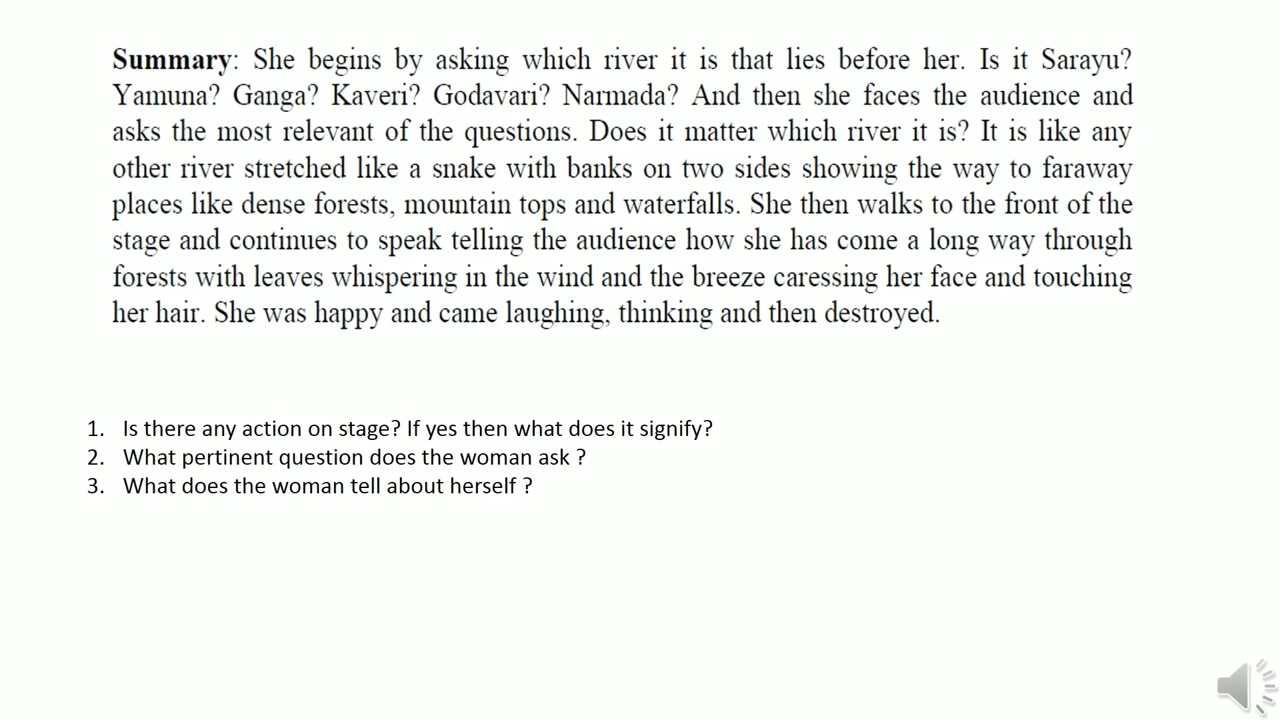 Summary: She begins by asking which river it is that lies before her. Is it Sarayu?
Yamuna? Ganga? Kaveri? Godavari? Narmada? And then she faces the audience and
asks the most relevant of the questions. Does it matter which river it is? It is like any
other river stretched like a snake with banks on two sides showing the way to faraway
places like dense forests, mountain tops and waterfalls. She then walks to the front of the
stage and continues to speak telling the audience how she has come a long way through
forests with leaves whispering in the wind and the breeze caressing her face and touching
her hair. She was happy and came laughing, thinking and then destroyed.
1. Is there any action on stage? If yes then what does it signify?
2. What pertinent question does the woman ask ?
3. What does the woman tell about herself ?